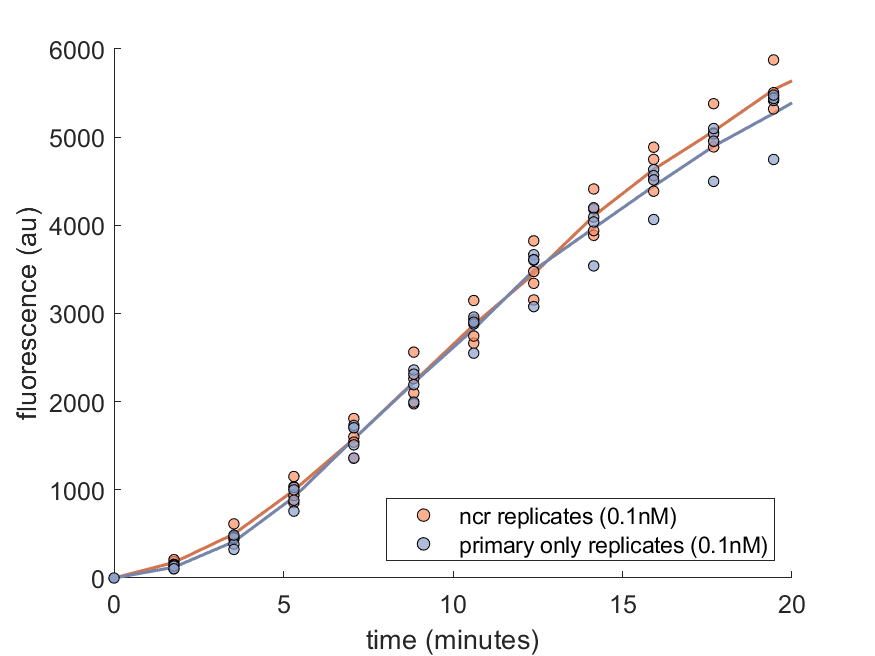 6000
5000
4000
3000
2000
1000
0
fluorescence (au)
ncr replicates (0.1nM)
primary only replicates (0.1nM)
0 5 10 15 20
time (minutes)